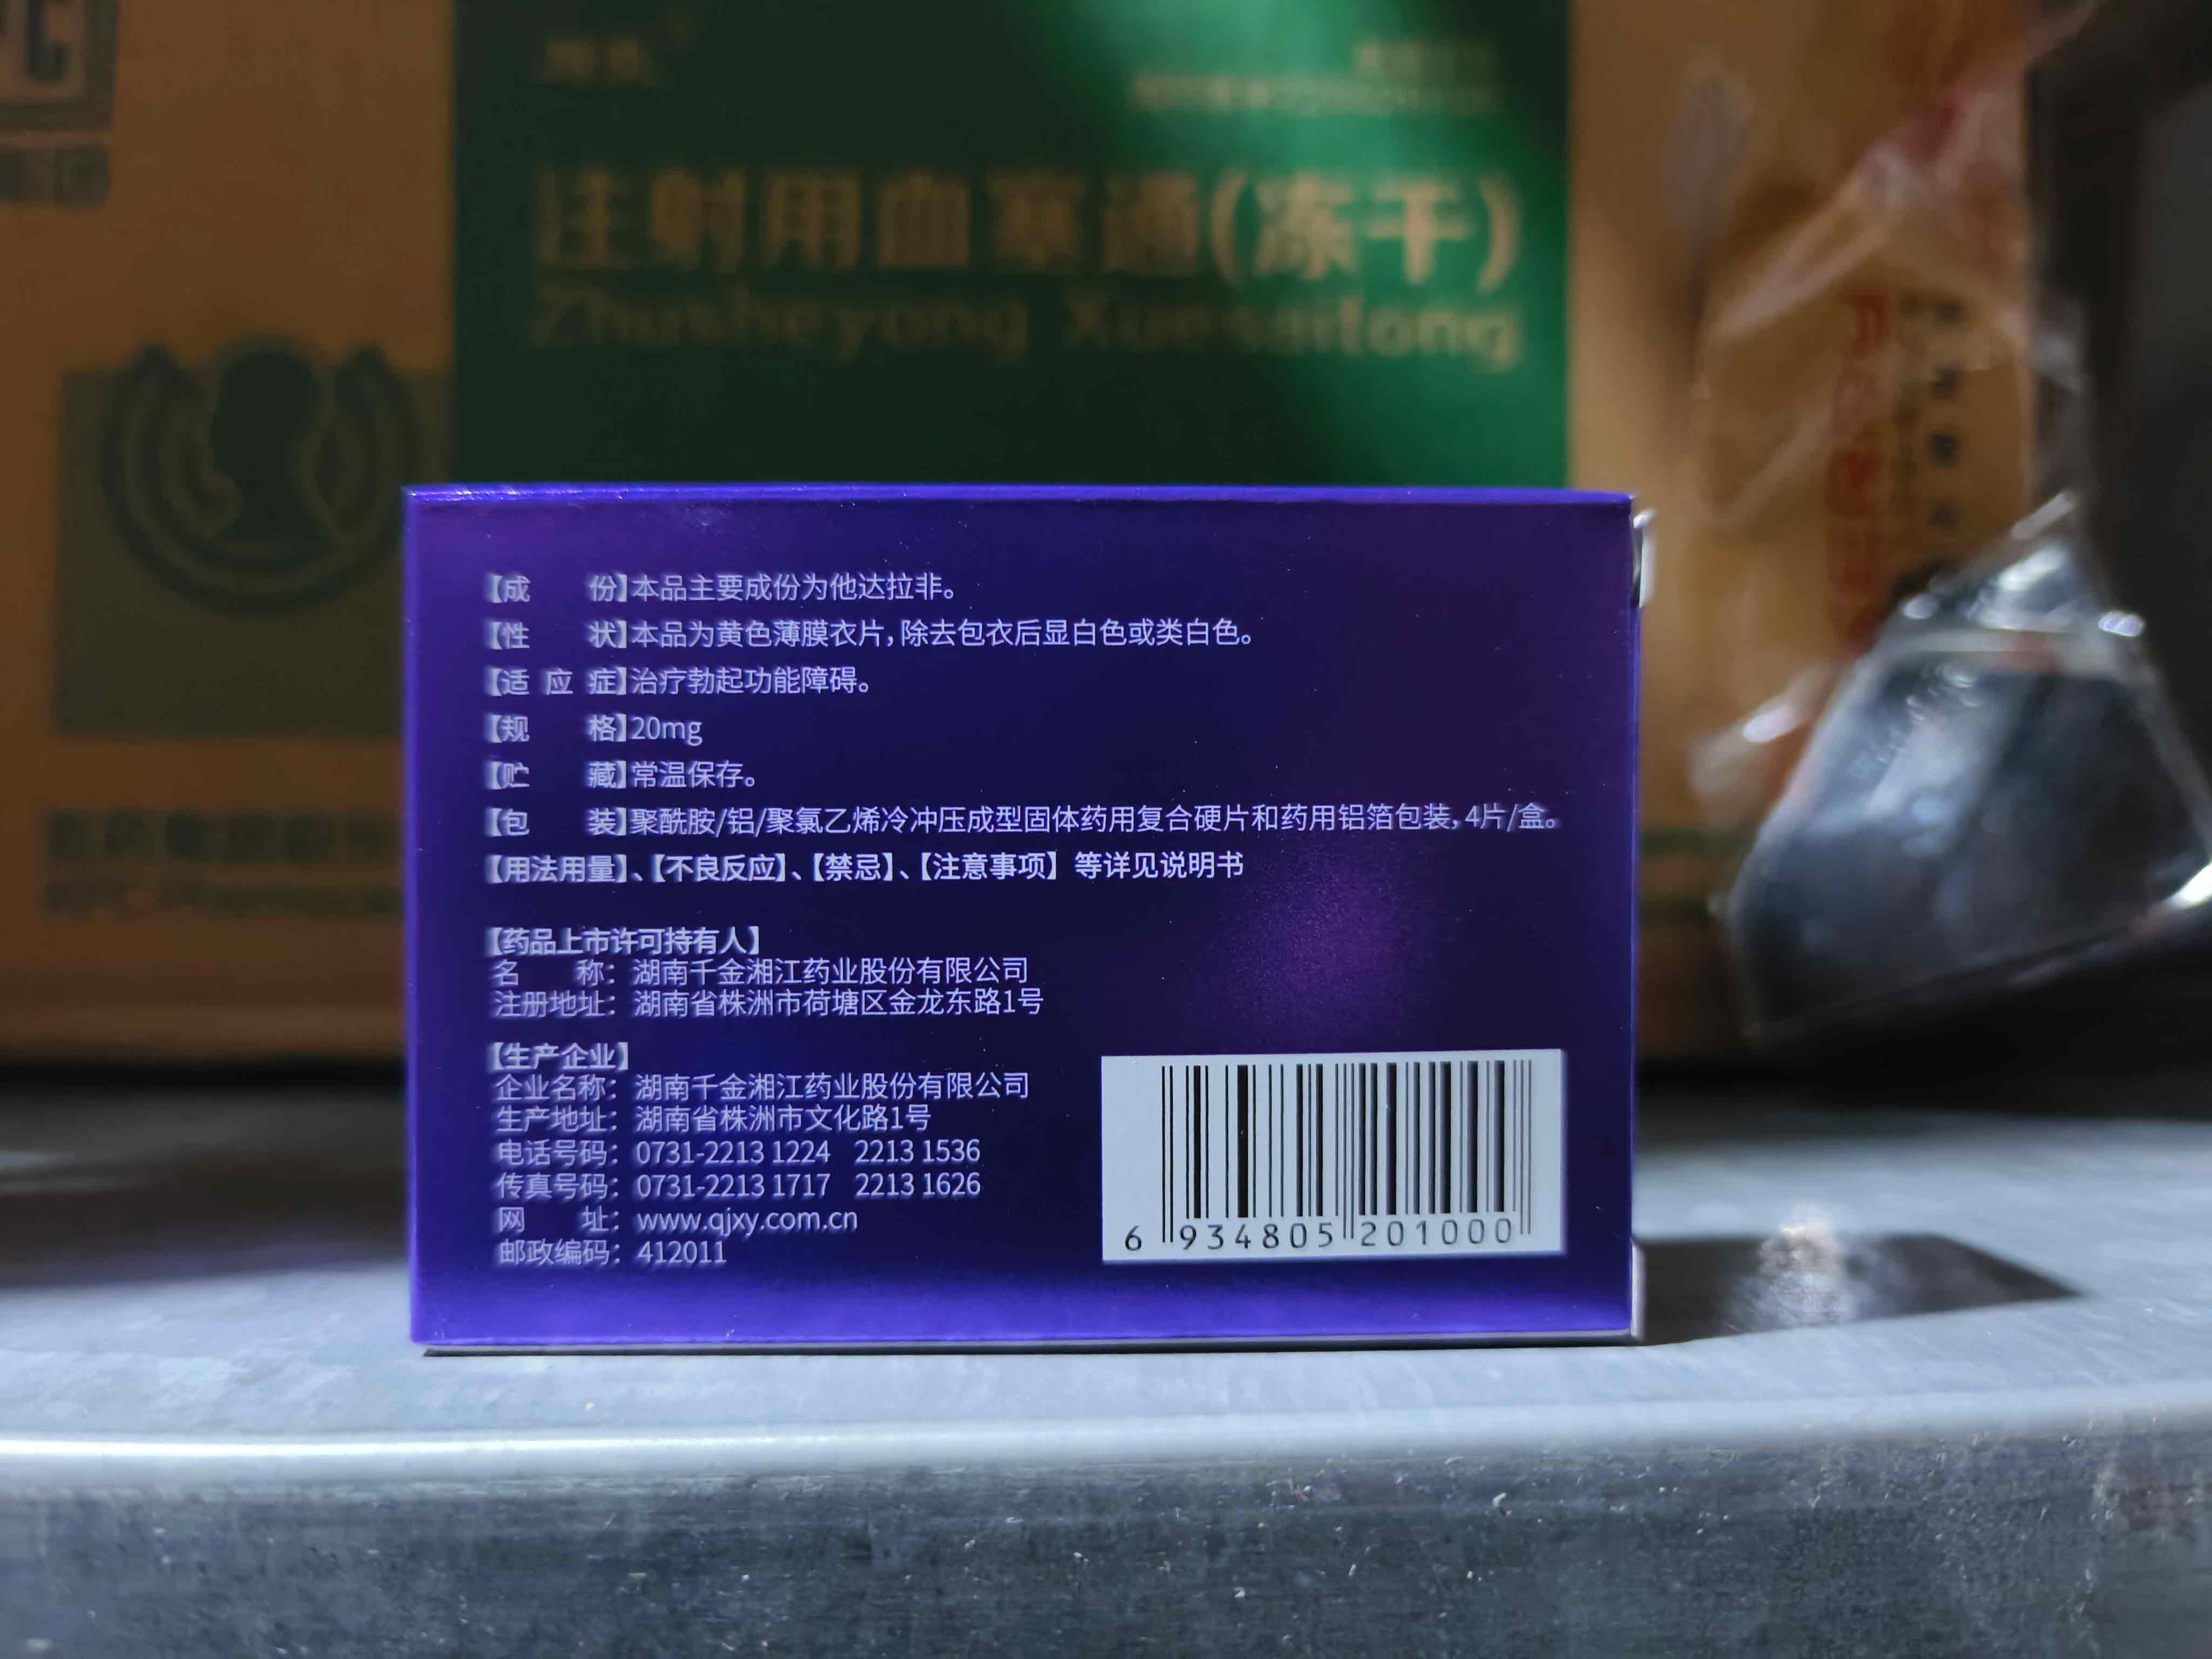 注射用血塞通(冻干)
Zhusheyong Xuesaitong
【成 份】本品主要成份为他达拉非。
【性 状】本品为黄色薄膜衣片,除去包衣后显白色或类白色。
【适 应 症】治疗勃起功能障碍。
【规 格】20mg
【贮 藏】常温保存。
【包 装】聚酰胺/铝/聚氯乙烯冷冲压成型固体药用复合硬片和药用铝箔包装,4片/盒。
【用法用量】、【不良反应】、【禁忌】、【注意事项】 等详见说明书
【药品上市许可持有人】
名 称：湖南千金湘江药业股份有限公司
注册地址：湖南省株洲市荷塘区金龙东路1号
【生产企业】
企业名称：湖南千金湘江药业股份有限公司
生产地址：湖南省株洲市文化路1号
电话号码：0731-2213 1224 2213 1536
传真号码：0731-2213 1717 2213 1626
网 址：www.qjxy.com.cn
邮政编码：412011
6 934805 201000